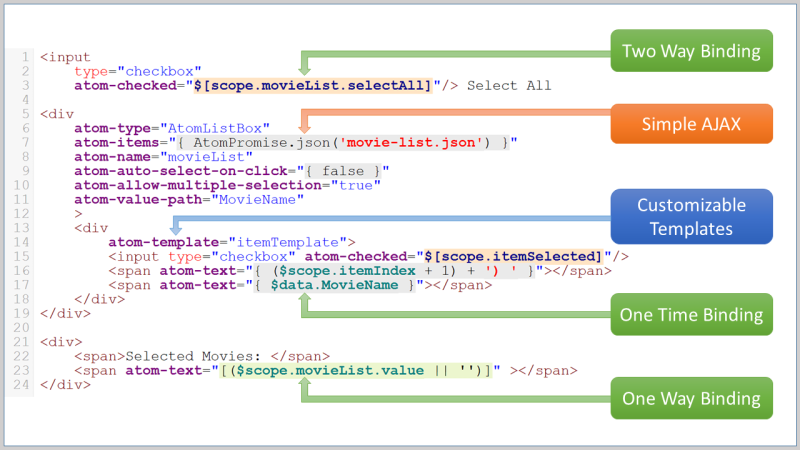 Two Way Binding
1 <input
2 type="checkbox"
3 atom-checked="$[scope.movieList.selectAll]"/> Select All
4
5 <div
Simple AJAX
6 atom-type="AtomListBox"
7 atom-items="{ AtomPromise.json('movie-list.json') }"
8 atom-name="movieList"
9 atom-auto-select-on-click="{ false }"
10 atom-allow-multiple-selection="true"
11 atom-value-path="MovieName"
12 >
Customizable
Templates
13 <div
14 atom-template="itemTemplate">
15 <input type="checkbox" atom-checked="$[scope.itemSelected]"/>
16 <span atom-text="{ ($scope.itemIndex + 1) + ') ' }"></span>
17 <span atom-text="{ $data.MovieName }"></span>
18 </div>
19 </div>
One Time Binding
20
21 <div>
22 <span>Selected Movies: </span>
23 <span atom-text="[($scope.movieList.value || '')]" ></span>
24 </div>
One Way Binding